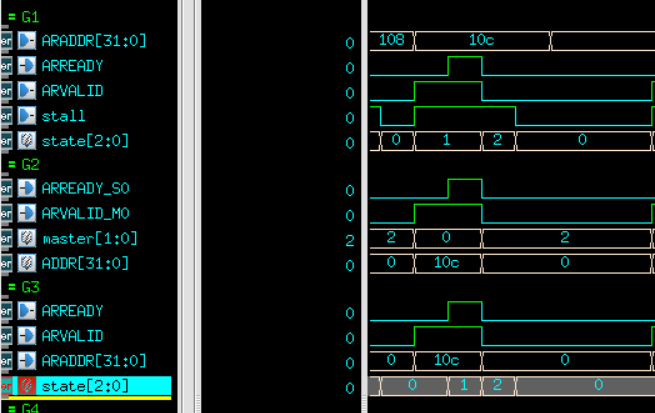 = G1
ARADDR[31:0] 0 108 10c
ARREADY 0
ARVALID 0
stall 0
state[2:0] 0 0 1 2 0
= G2
ARREADY_SO 0
ARVALID_MO 0
master[1:0] 2 2 0 2
ADDR[31:0] 0 0 10c 0
= G3
ARREADY 0
ARVALID 0
ARADDR[31:0] 0 0 10c 0
state[2:0] 0 0 1 2 0
= G4